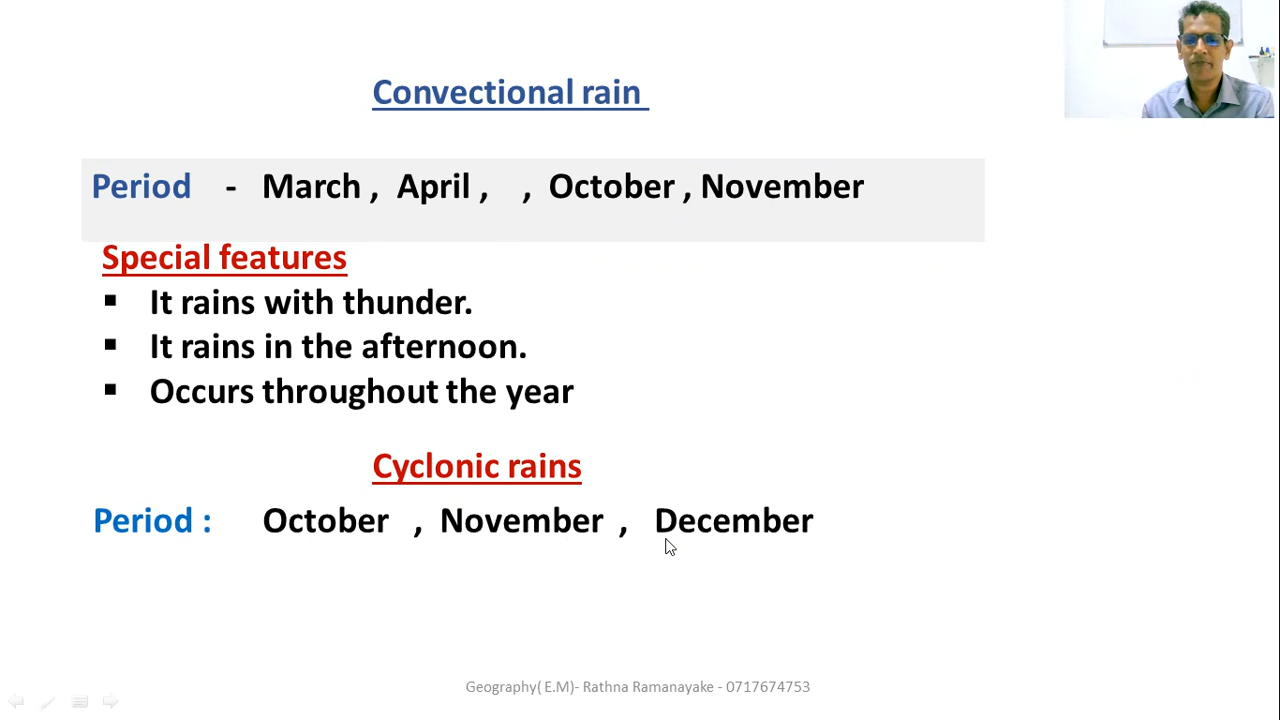 Convectional rain
Period - March , April , , October , November
Special features
▪ It rains with thunder.
▪ It rains in the afternoon.
▪ Occurs throughout the year
Cyclonic rains
Period : October , November , December
Geography( E.M)- Rathna Ramanayake - 0717674753